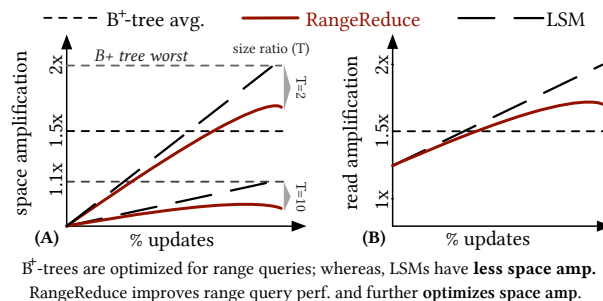 B+-tree avg. RangeReduce LSM
B+ tree worst size ratio (T)
2x
1.5x
1.1x
space amplification
T=2
T=10
(A) % updates
2x
1.5x
1x
read amplification
(B) % updates
B+-trees are optimized for range queries; whereas, LSMs have less space amp.
RangeReduce improves range query perf. and further optimizes space amp.